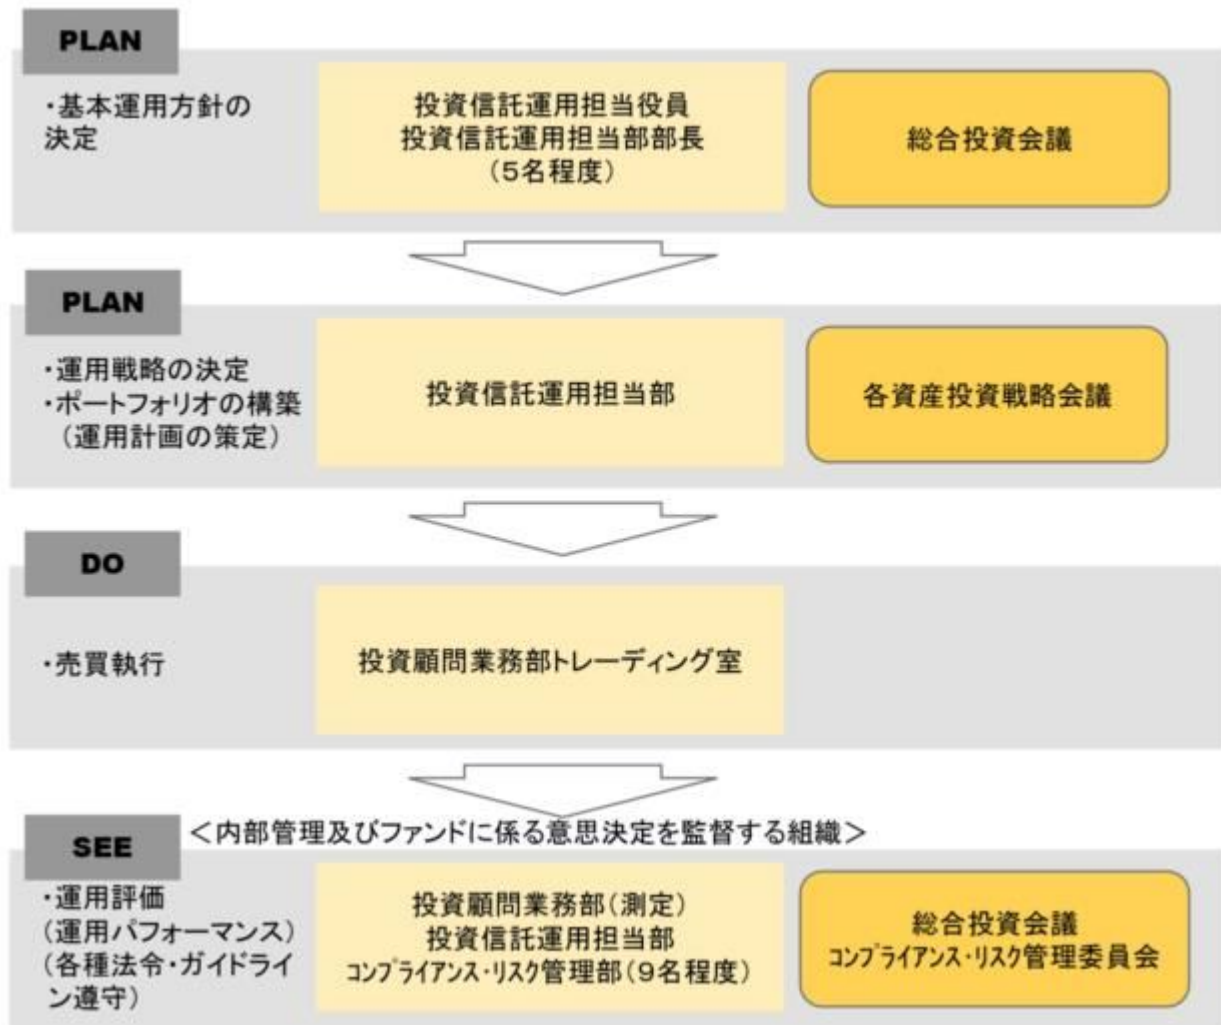 PLAN
・基本運用方針の
決定
投資信託運用担当役員
投資信託運用担当部部長
(5名程度)
総合投資会議
PLAN
・運用戦略の決定
・ポートフォリオの構築
(運用計画の策定)
投資信託運用担当部
各資産投資戦略会議
DO
・売買執行
投資顧問業務部トレーディング室
<内部管理及びファンドに係る意思決定を監督する組織>
SEE
・運用評価
(運用パフォーマンス)
(各種法令・ガイドライ
ン遵守)
投資顧問業務部(測定)
投資信託運用担当部
コンプライアンス・リスク管理部(9名程度)
総合投資会議
コンプライアンス・リスク管理委員会